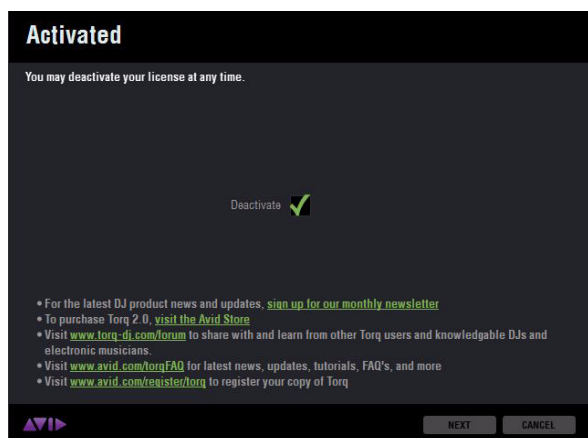 Activated
You may deactivate your license at any time.
Deactivate
• For the latest DJ product news and updates, sign up for our monthly newsletter
• To purchase Torq 2.0, visit the Avid Store
• Visit www.torq-dj.com/forum to share with and learn from other Torq users and knowledgable DJs and
electronic musicians.
• Visit www.avid.com/torqFAQ for latest news, updates, tutorials, FAQ's, and more
• Visit www.avid.com/register/torq to register your copy of Torq
AVID
NEXT
CANCEL